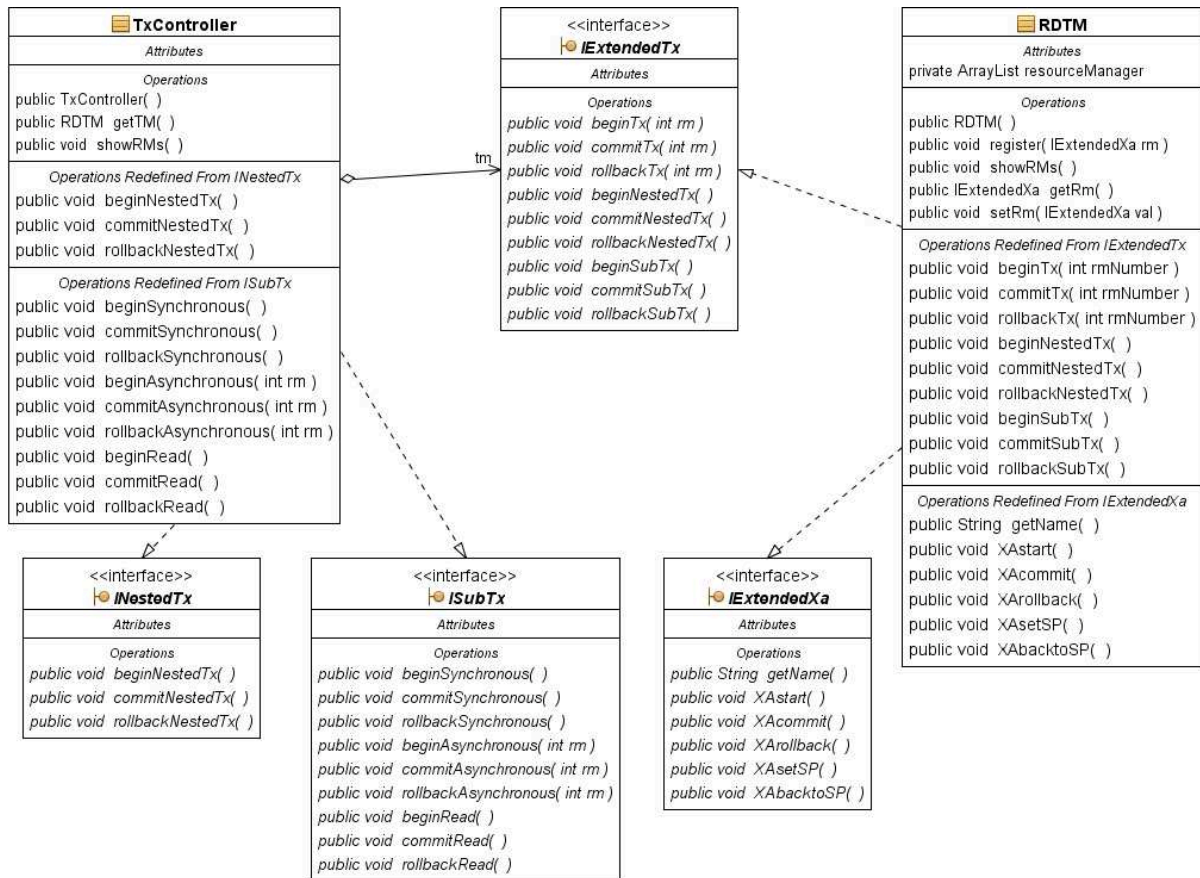 TxController
Attributes
Operations
public TxController( )
public RDTM getTM( )
public void showRMs( )
Operations Redefined From INestedTx
public void beginNestedTx( )
public void commitNestedTx( )
public void rollbackNestedTx( )
Operations Redefined From ISubTx
public void beginSynchronous( )
public void commitSynchronous( )
public void rollbackSynchronous( )
public void beginAsynchronous( int rm )
public void commitAsynchronous( int rm )
public void rollbackAsynchronous( int rm )
public void beginRead( )
public void commitRead( )
public void rollbackRead( )
tm
<<interface>>
IExtendedTx
Attributes
Operations
public void beginTx( int rm )
public void commitTx( int rm )
public void rollbackTx( int rm )
public void beginNestedTx( )
public void commitNestedTx( )
public void rollbackNestedTx( )
public void beginSubTx( )
public void commitSubTx( )
public void rollbackSubTx( )
RDTM
Attributes
private ArrayList resourceManager
Operations
public RDTM( )
public void register( IExtendedXa rm )
public void showRMs( )
public IExtendedXa getRm( )
public void setRm( IExtendedXa val )
Operations Redefined From IExtendedTx
public void beginTx( int rmNumber )
public void commitTx( int rmNumber )
public void rollbackTx( int rmNumber )
public void beginNestedTx( )
public void commitNestedTx( )
public void rollbackNestedTx( )
public void beginSubTx( )
public void commitSubTx( )
public void rollbackSubTx( )
Operations Redefined From IExtendedXa
public String getName( )
public void XAstart( )
public void XAcommit( )
public void XArollback( )
public void XAsetSP( )
public void XAbacktoSP( )
<<interface>>
INestedTx
Attributes
Operations
public void beginNestedTx( )
public void commitNestedTx( )
public void rollbackNestedTx( )
<<interface>>
ISubTx
Attributes
Operations
public void beginSynchronous( )
public void commitSynchronous( )
public void rollbackSynchronous( )
public void beginAsynchronous( int rm )
public void commitAsynchronous( int rm )
public void rollbackAsynchronous( int rm )
public void beginRead( )
public void commitRead( )
public void rollbackRead( )
<<interface>>
IExtendedXa
Attributes
Operations
public String getName( )
public void XAstart( )
public void XAcommit( )
public void XArollback( )
public void XAsetSP( )
public void XAbacktoSP( )